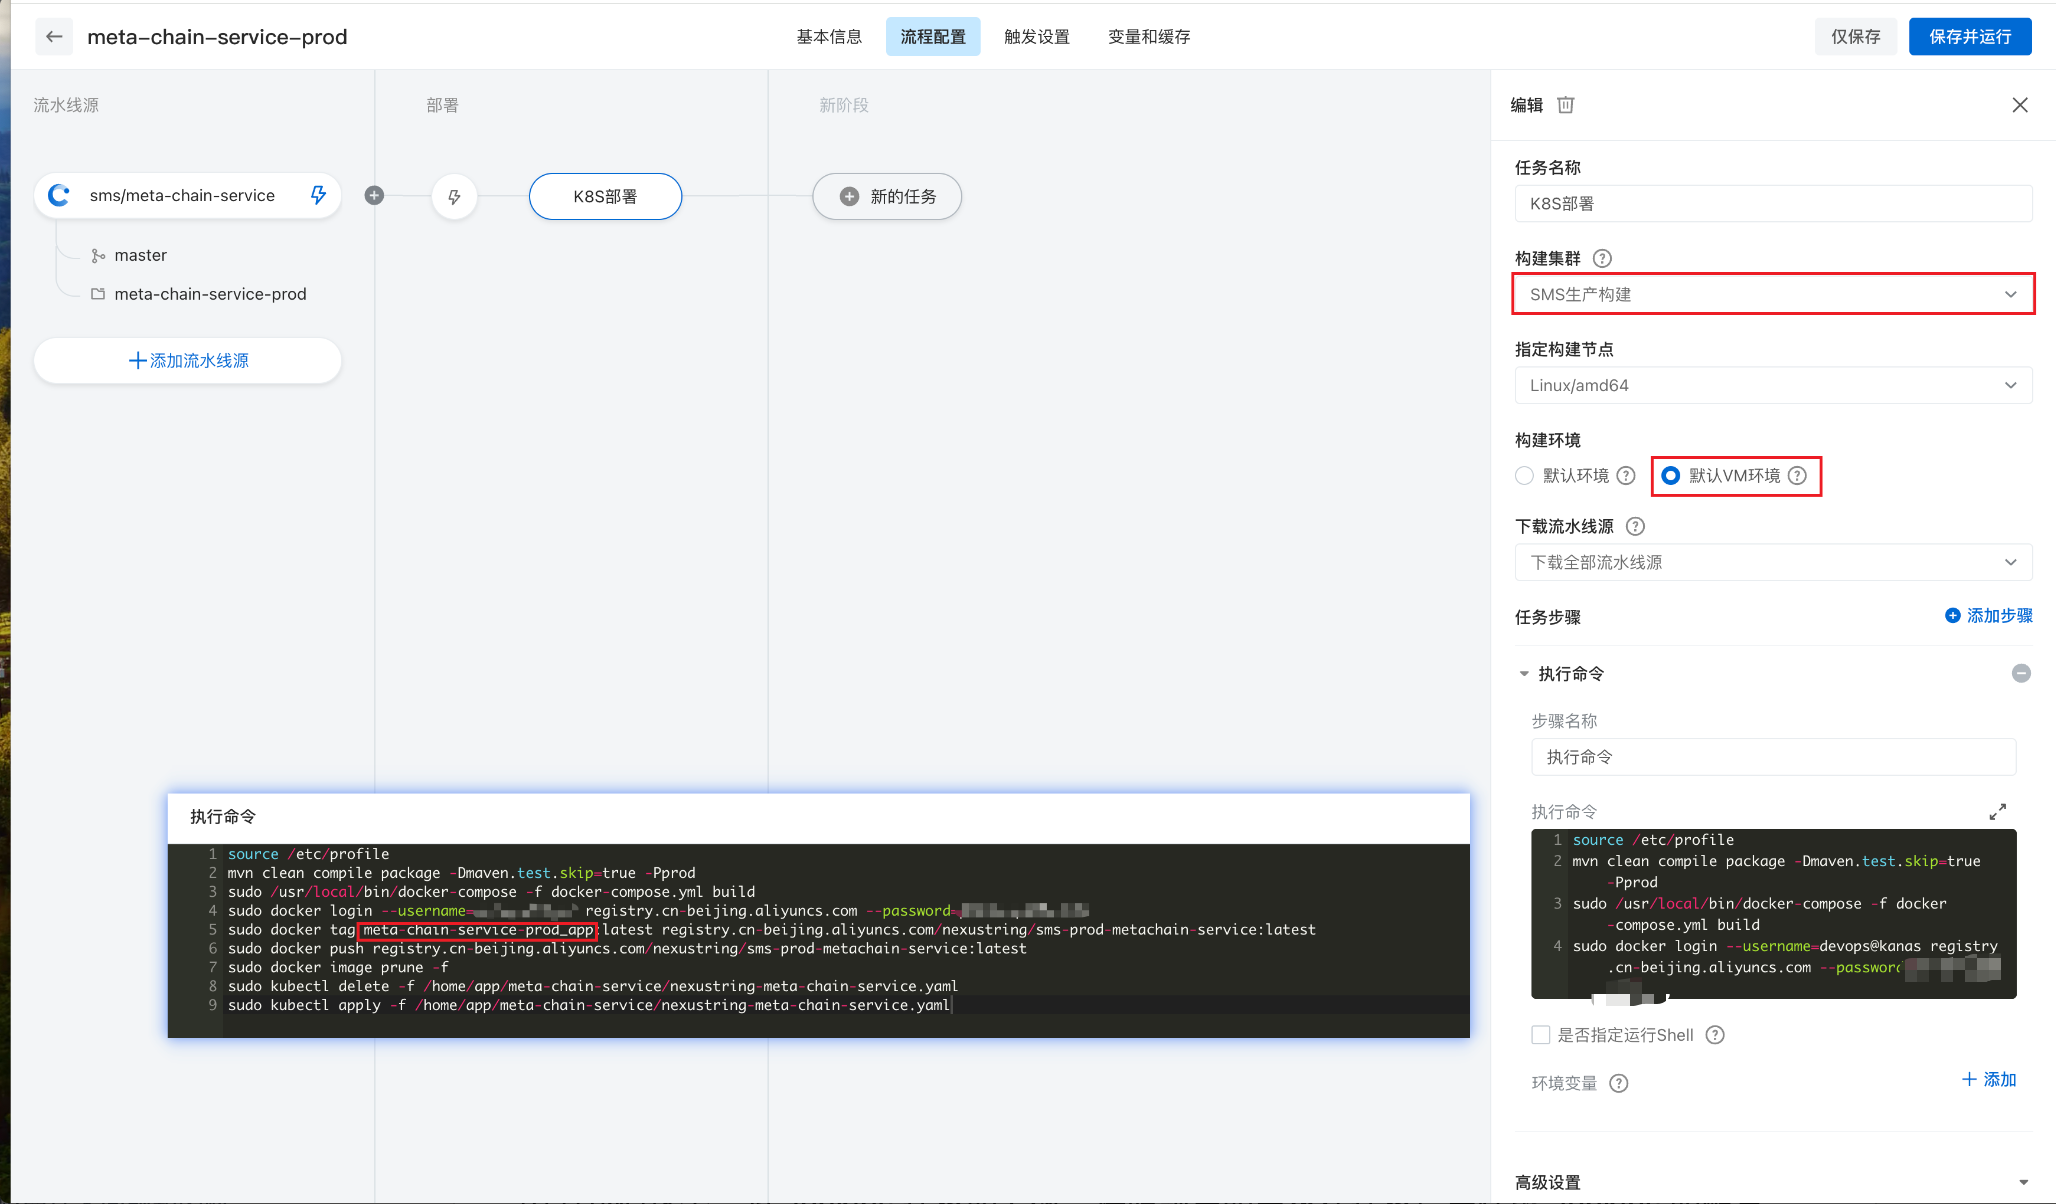 meta-chain-service-prod
基本信息
流程配置
触发设置
变量和缓存
仅保存
保存并运行
流水线源
部署
新阶段
sms/meta-chain-service
K8S部署
新的任务
master
meta-chain-service-prod
添加流水线源
执行命令
1 source /etc/profile
2 mvn clean compile package -Dmaven.test.skip=true -Pprod
3 sudo /usr/local/bin/docker-compose -f docker-compose.yml build
4 sudo docker login --username= registry.cn-beijing.aliyuncs.com --password=
5 sudo docker tag meta-chain-service-prod_app:latest registry.cn-beijing.aliyuncs.com/nexustring/sms-prod-metachain-service:latest
6 sudo docker push registry.cn-beijing.aliyuncs.com/nexustring/sms-prod-metachain-service:latest
7 sudo docker image prune -f
8 sudo kubectl delete -f /home/app/meta-chain-service/nexustring-meta-chain-service.yaml
9 sudo kubectl apply -f /home/app/meta-chain-service/nexustring-meta-chain-service.yaml
编辑
任务名称
K8S部署
构建集群
SMS生产构建
指定构建节点
Linux/amd64
构建环境
默认环境
默认VM环境
下载流水线源
下载全部流水线源
任务步骤
添加步骤
执行命令
步骤名称
执行命令
执行命令
1 source /etc/profile
2 mvn clean compile package -Dmaven.test.skip=true
-Pprod
3 sudo /usr/local/bin/docker-compose -f docker
-compose.yml build
4 sudo docker login --username=devops@kanas registry
.cn-beijing.aliyuncs.com --password
是否指定运行Shell
环境变量
添加
高级设置